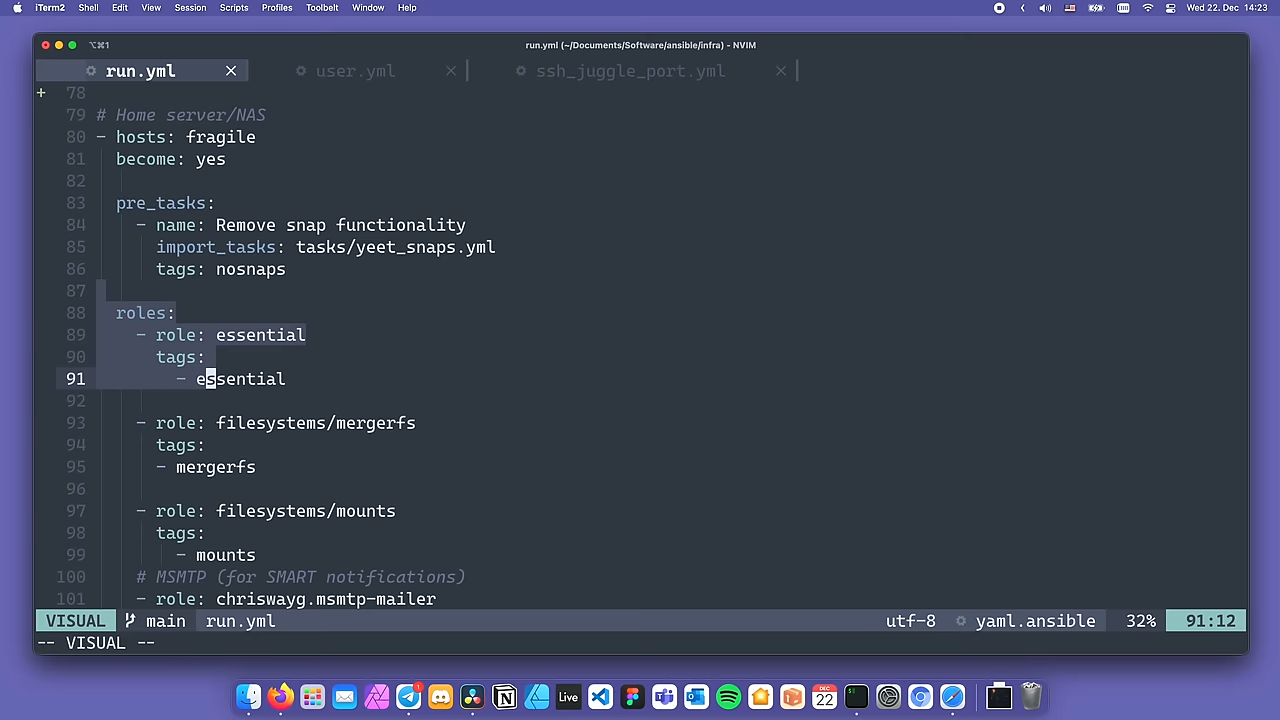 iTerm2 Shell Edit View Session Scripts Profiles Toolbelt Window Help Wed 22. Dec 14:23
⌥⌘1 run.yml (~/Documents/Software/ansible/infra) - NVIM
run.yml × user.yml × ssh_juggle_port.yml ×
+ 78
79 # Home server/NAS
80 - hosts: fragile
81 become: yes
82
83 pre_tasks:
84 - name: Remove snap functionality
85 import_tasks: tasks/yeet_snaps.yml
86 tags: nosnaps
87
88 roles:
89 - role: essential
90 tags:
91 - essential
92
93 - role: filesystems/mergerfs
94 tags:
95 - mergerfs
96
97 - role: filesystems/mounts
98 tags:
99 - mounts
100 # MSMTP (for SMART notifications)
101 - role: chriswayg.msmtp-mailer
VISUAL main run.yml utf-8 yaml.ansible 32% 91:12
-- VISUAL --
1 Live DEC 22